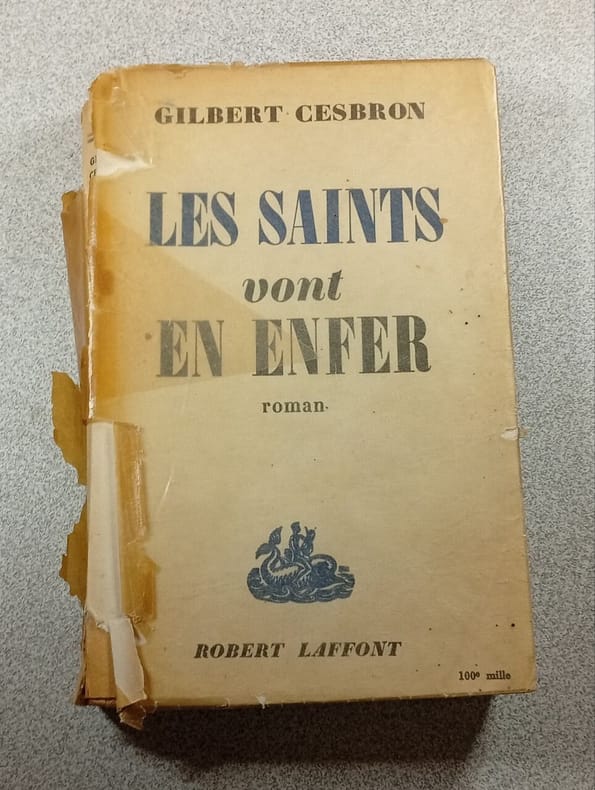 GILBERT CESBRON
LES SAINTS
vont
EN ENFER
roman
ROBERT LAFFONT
100e mille